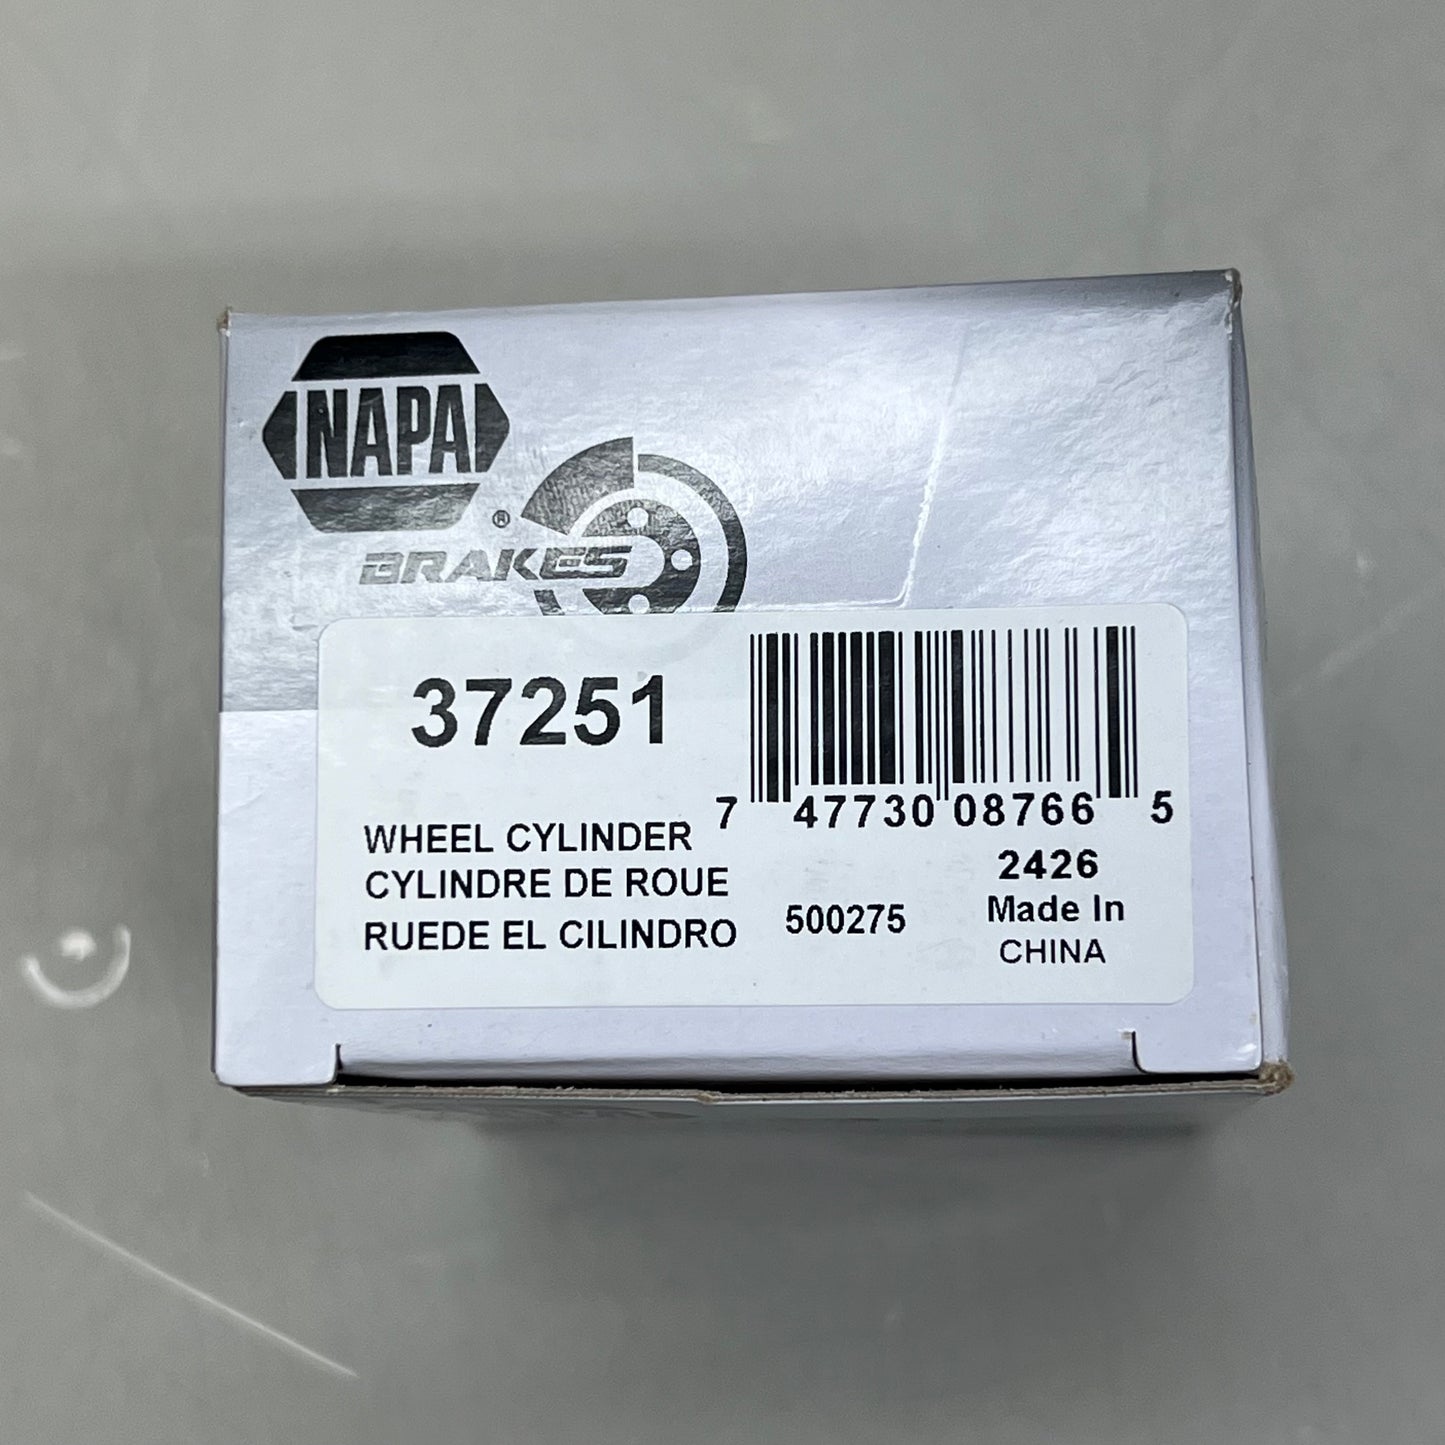 NAPA
®
BRAKES
37251
7 47730 08766 5
WHEEL CYLINDER
CYLINDRE DE ROUE
RUEDE EL CILINDRO
500275
2426
Made In
CHINA